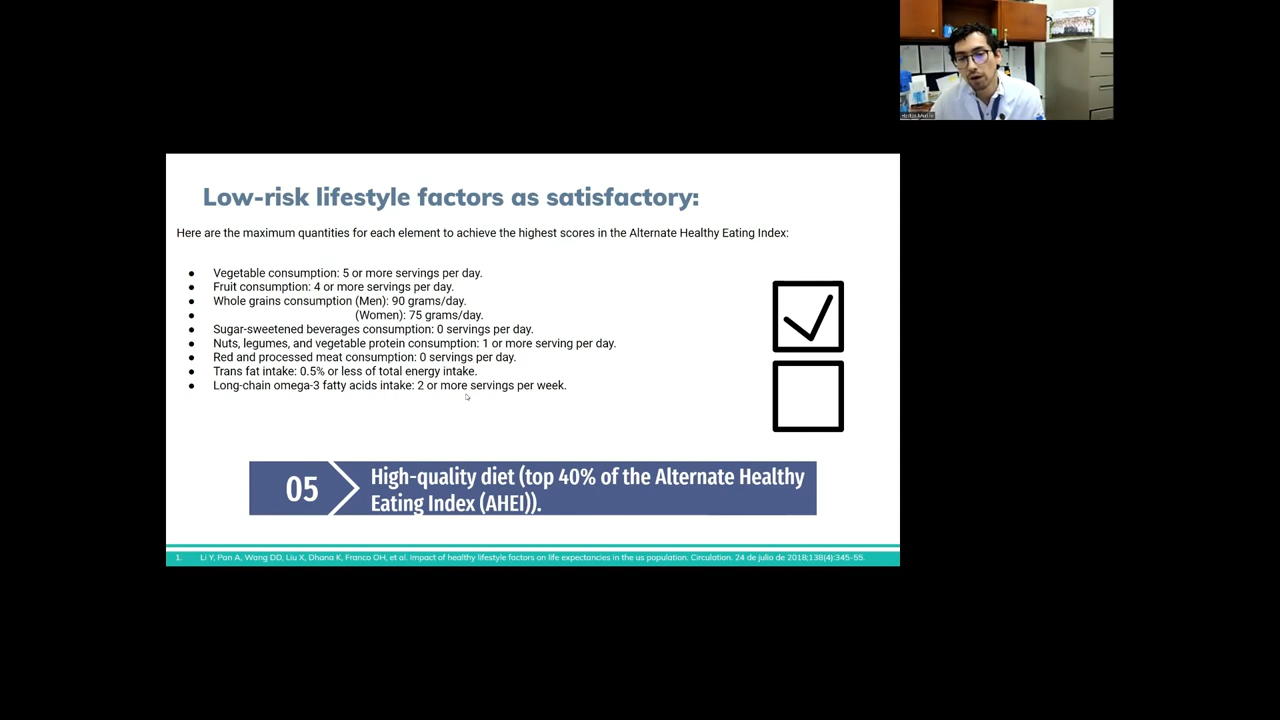 Low-risk lifestyle factors as satisfactory:
Here are the maximum quantities for each element to achieve the highest scores in the Alternate Healthy Eating Index:
● Vegetable consumption: 5 or more servings per day.
● Fruit consumption: 4 or more servings per day.
● Whole grains consumption (Men): 90 grams/day.
● (Women): 75 grams/day.
● Sugar-sweetened beverages consumption: 0 servings per day.
● Nuts, legumes, and vegetable protein consumption: 1 or more serving per day.
● Red and processed meat consumption: 0 servings per day.
● Trans fat intake: 0.5% or less of total energy intake.
● Long-chain omega-3 fatty acids intake: 2 or more servings per week.
05
High-quality diet (top 40% of the Alternate Healthy
Eating Index (AHEI)).
1. Li Y, Pan A, Wang DD, Liu X, Dhana K, Franco OH, et al. Impact of healthy lifestyle factors on life expectancies in the us population. Circulation. 24 de julio de 2018;138(4):345-55.